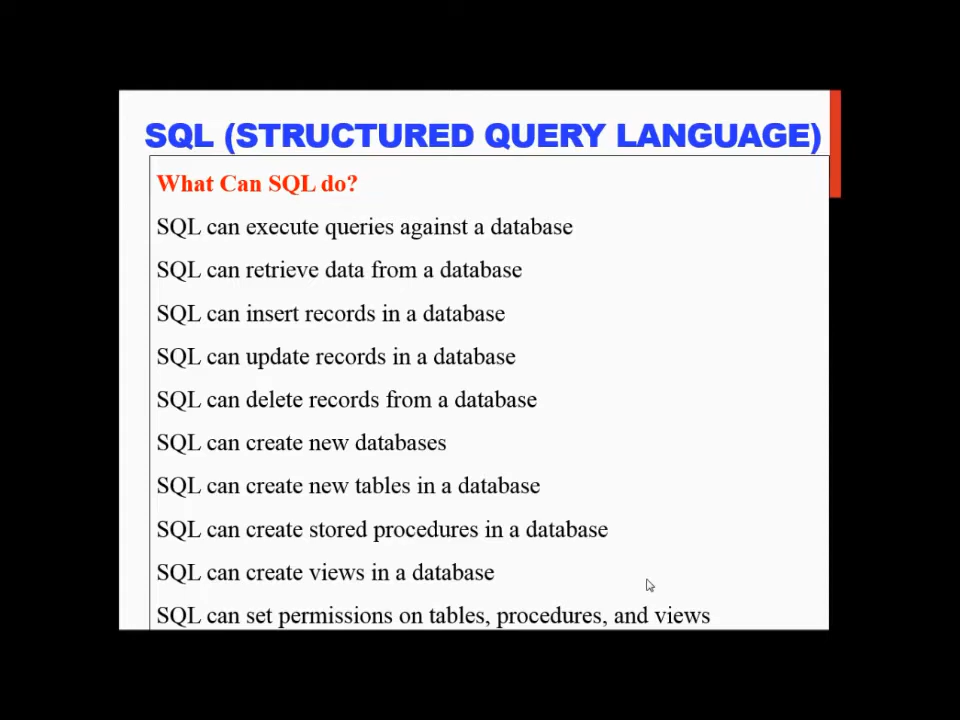 SQL (STRUCTURED QUERY LANGUAGE)
What Can SQL do?
SQL can execute queries against a database
SQL can retrieve data from a database
SQL can insert records in a database
SQL can update records in a database
SQL can delete records from a database
SQL can create new databases
SQL can create new tables in a database
SQL can create stored procedures in a database
SQL can create views in a database
SQL can set permissions on tables, procedures, and views